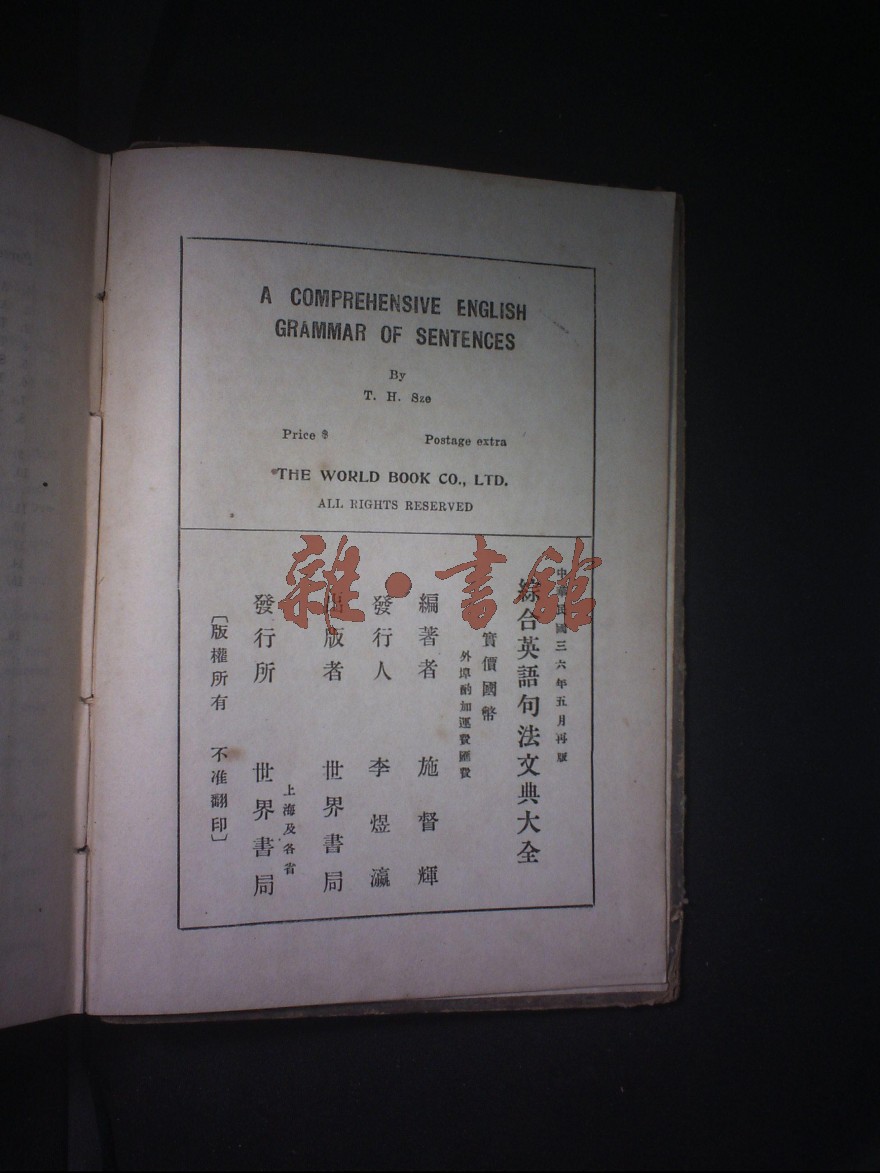 A COMPREHENSIVE ENGLISH
GRAMMAR OF SENTENCES
By
T. H. Sze
Price $
Postage extra
THE WORLD BOOK CO., LTD.
ALL RIGHTS RESERVED
雜·書館
中華民國三六年五月再版
綜合英語句法文典大全
實價國幣
外埠酌加運費匯費
編著者 施督輝
發行人 李煜瀛
出版者 世界書局
上海及各省
發行所 世界書局
〔版權所有 不准翻印〕